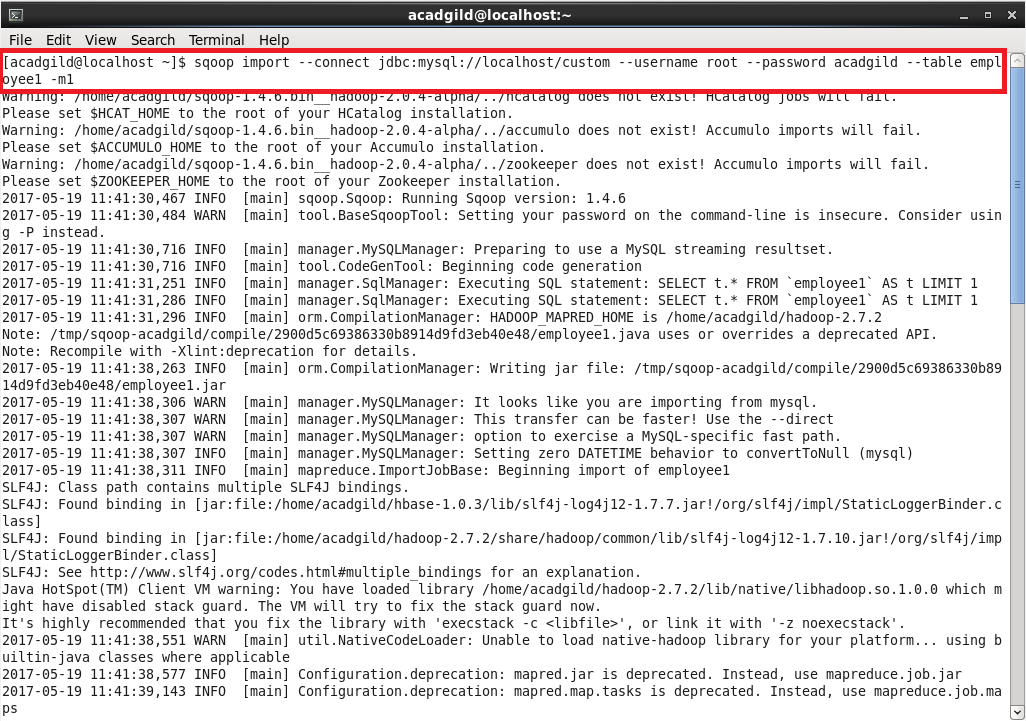 acadgild@localhost:~
File Edit View Search Terminal Help
[acadgild@localhost ~]$ sqoop import --connect jdbc:mysql://localhost/custom --username root --password acadgild --table empl
oyee1 -m1
Warning: /home/acadgild/sqoop-1.4.6.bin__hadoop-2.0.4-alpha/../hcatalog does not exist! HCatalog jobs will fail.
Please set $HCAT_HOME to the root of your HCatalog installation.
Warning: /home/acadgild/sqoop-1.4.6.bin__hadoop-2.0.4-alpha/../accumulo does not exist! Accumulo imports will fail.
Please set $ACCUMULO_HOME to the root of your Accumulo installation.
Warning: /home/acadgild/sqoop-1.4.6.bin__hadoop-2.0.4-alpha/../zookeeper does not exist! Accumulo imports will fail.
Please set $ZOOKEEPER_HOME to the root of your Zookeeper installation.
2017-05-19 11:41:30,467 INFO  [main] sqoop.Sqoop: Running Sqoop version: 1.4.6
2017-05-19 11:41:30,484 WARN  [main] tool.BaseSqoopTool: Setting your password on the command-line is insecure. Consider usin
g -P instead.
2017-05-19 11:41:30,716 INFO  [main] manager.MySQLManager: Preparing to use a MySQL streaming resultset.
2017-05-19 11:41:30,716 INFO  [main] tool.CodeGenTool: Beginning code generation
2017-05-19 11:41:31,251 INFO  [main] manager.SqlManager: Executing SQL statement: SELECT t.* FROM `employee1` AS t LIMIT 1
2017-05-19 11:41:31,286 INFO  [main] manager.SqlManager: Executing SQL statement: SELECT t.* FROM `employee1` AS t LIMIT 1
2017-05-19 11:41:31,296 INFO  [main] orm.CompilationManager: HADOOP_MAPRED_HOME is /home/acadgild/hadoop-2.7.2
Note: /tmp/sqoop-acadgild/compile/2900d5c69386330b8914d9fd3eb40e48/employee1.java uses or overrides a deprecated API.
Note: Recompile with -Xlint:deprecation for details.
2017-05-19 11:41:38,263 INFO  [main] orm.CompilationManager: Writing jar file: /tmp/sqoop-acadgild/compile/2900d5c69386330b89
14d9fd3eb40e48/employee1.jar
2017-05-19 11:41:38,306 WARN  [main] manager.MySQLManager: It looks like you are importing from mysql.
2017-05-19 11:41:38,307 WARN  [main] manager.MySQLManager: This transfer can be faster! Use the --direct
2017-05-19 11:41:38,307 WARN  [main] manager.MySQLManager: option to exercise a MySQL-specific fast path.
2017-05-19 11:41:38,307 INFO  [main] manager.MySQLManager: Setting zero DATETIME behavior to convertToNull (mysql)
2017-05-19 11:41:38,311 INFO  [main] mapreduce.ImportJobBase: Beginning import of employee1
SLF4J: Class path contains multiple SLF4J bindings.
SLF4J: Found binding in [jar:file:/home/acadgild/hbase-1.0.3/lib/slf4j-log4j12-1.7.7.jar!/org/slf4j/impl/StaticLoggerBinder.c
lass]
SLF4J: Found binding in [jar:file:/home/acadgild/hadoop-2.7.2/share/hadoop/common/lib/slf4j-log4j12-1.7.10.jar!/org/slf4j/imp
l/StaticLoggerBinder.class]
SLF4J: See http://www.slf4j.org/codes.html#multiple_bindings for an explanation.
Java HotSpot(TM) Client VM warning: You have loaded library /home/acadgild/hadoop-2.7.2/lib/native/libhadoop.so.1.0.0 which m
ight have disabled stack guard. The VM will try to fix the stack guard now.
It's highly recommended that you fix the library with 'execstack -c <libfile>', or link it with '-z noexecstack'.
2017-05-19 11:41:38,551 WARN  [main] util.NativeCodeLoader: Unable to load native-hadoop library for your platform... using b
uiltin-java classes where applicable
2017-05-19 11:41:38,577 INFO  [main] Configuration.deprecation: mapred.jar is deprecated. Instead, use mapreduce.job.jar
2017-05-19 11:41:39,143 INFO  [main] Configuration.deprecation: mapred.map.tasks is deprecated. Instead, use mapreduce.job.ma
ps